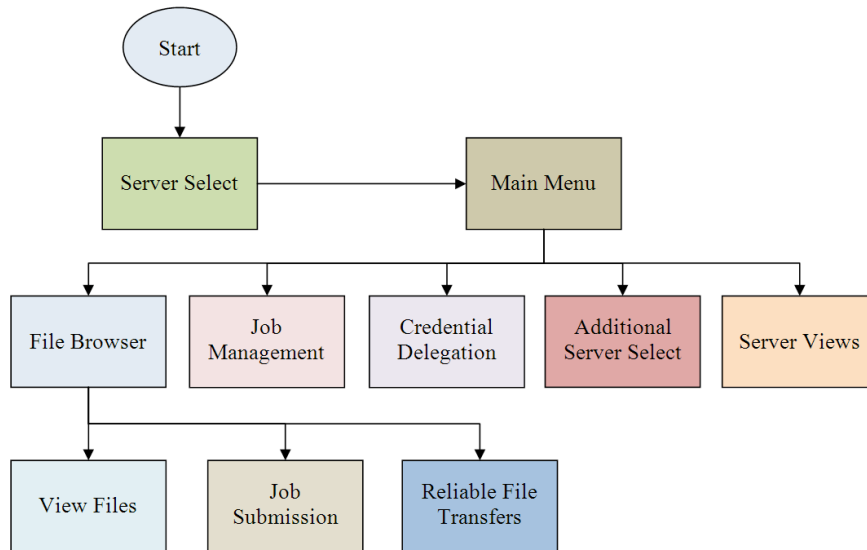 Start
Server Select
Main Menu
File Browser
Job
Management
Credential
Delegation
Additional
Server Select
Server Views
View Files
Job
Submission
Reliable File
Transfers